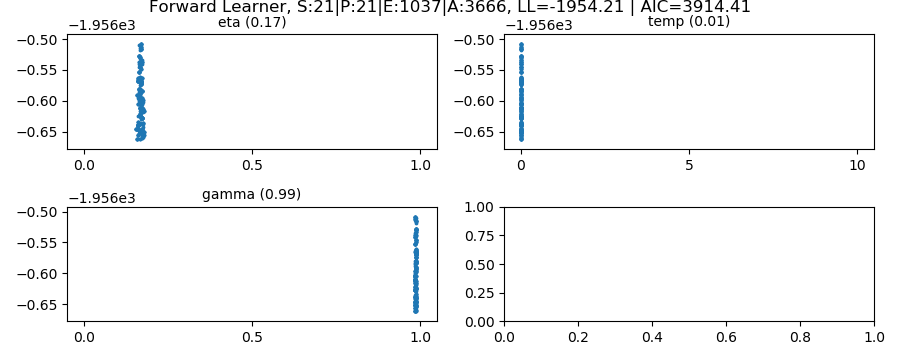 Forward Learner, S:21|P:21|E:1037|A:3666, LL=-1954.21 | AIC=3914.41
−1.956e3 eta (0.17)
−0.50
−0.55
−0.60
−0.65
0.0 0.5 1.0
−1.956e3 temp (0.01)
−0.50
−0.55
−0.60
−0.65
0 5 10
−1.956e3 gamma (0.99)
−0.50
−0.55
−0.60
−0.65
0.0 0.5 1.0
1.00
0.75
0.50
0.25
0.00
0.0 0.2 0.4 0.6 0.8 1.0